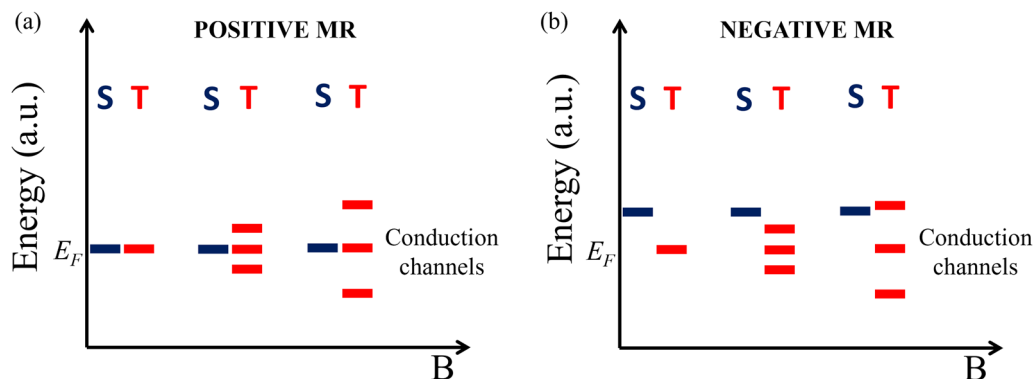 (a)
POSITIVE MR
S T
S T
S T
Energy (a.u.)
E_F
Conduction
channels
B
(b)
NEGATIVE MR
S T
S T
S T
Energy (a.u.)
E_F
Conduction
channels
B